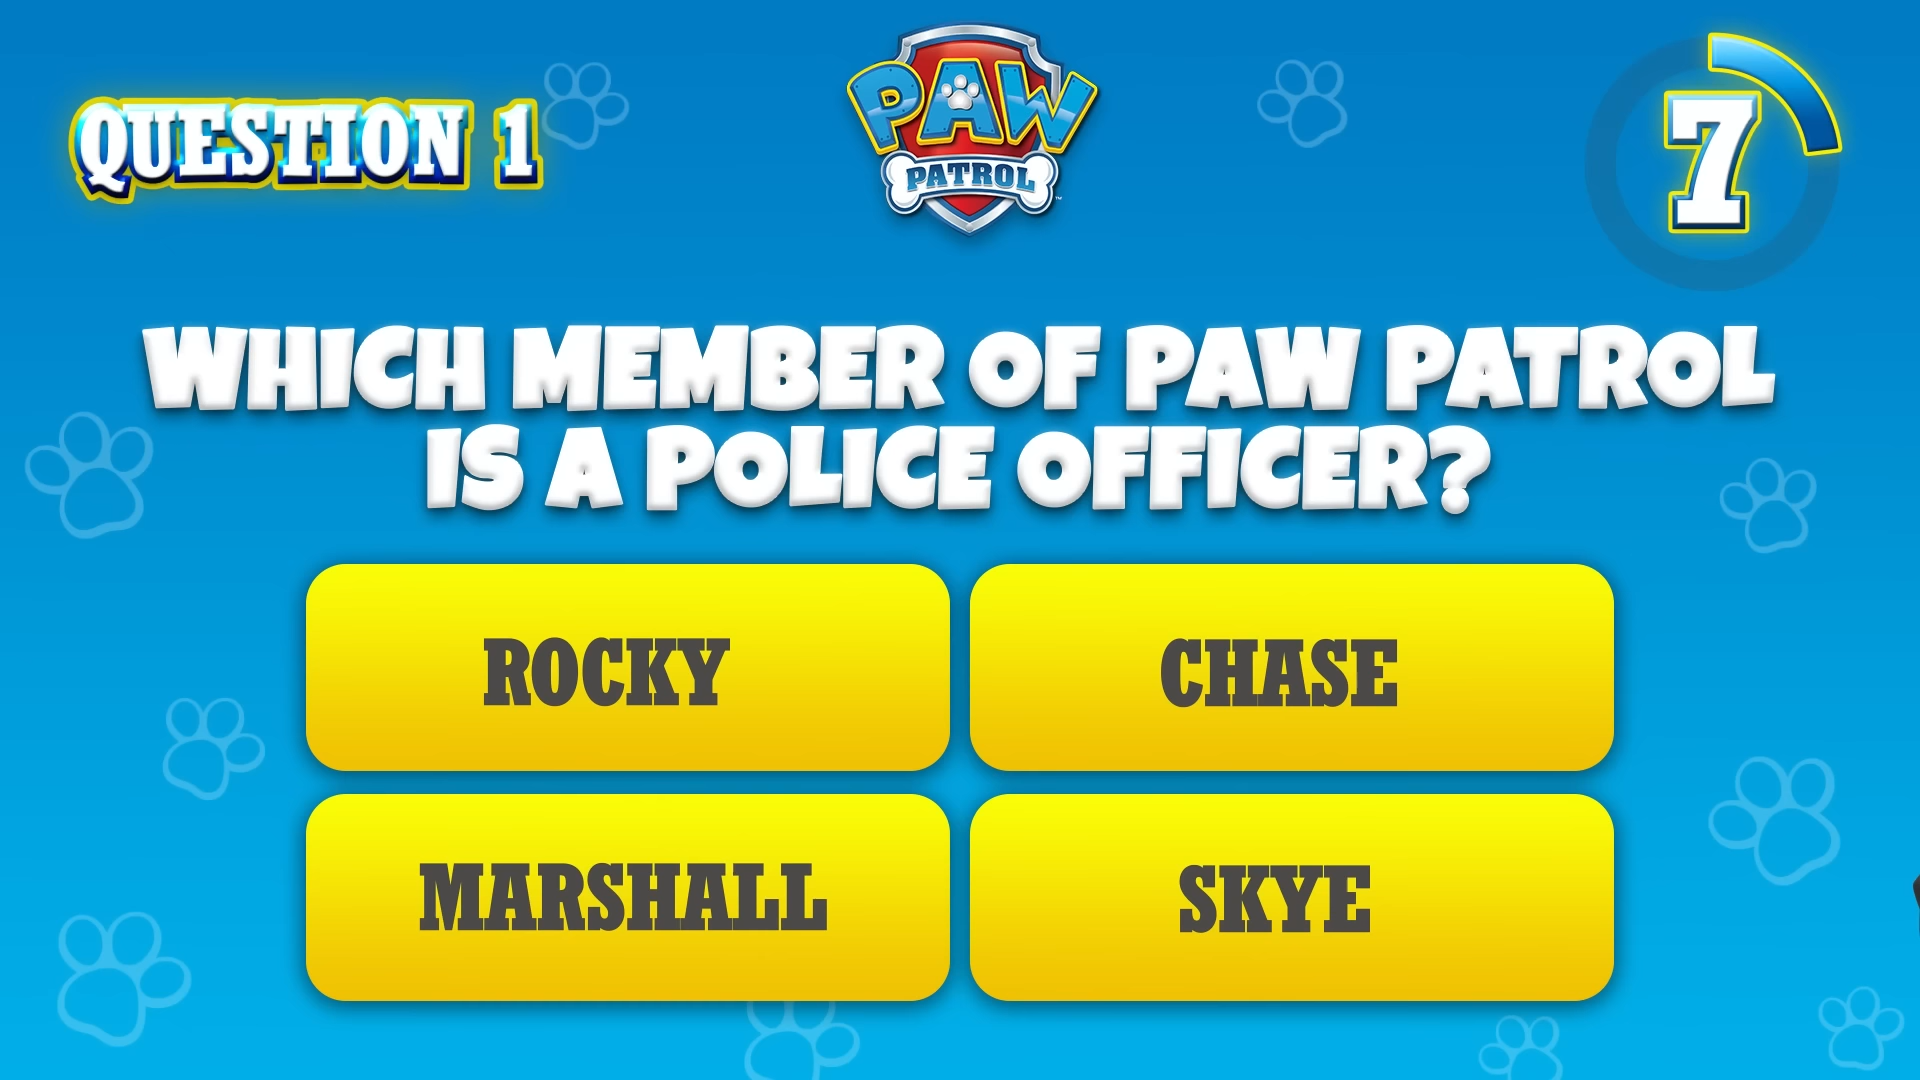 QUESTION 1
PAW
PATROL
7
WHICH MEMBER OF PAW PATROL
IS A POLICE OFFICER?
ROCKY
CHASE
MARSHALL
SKYE